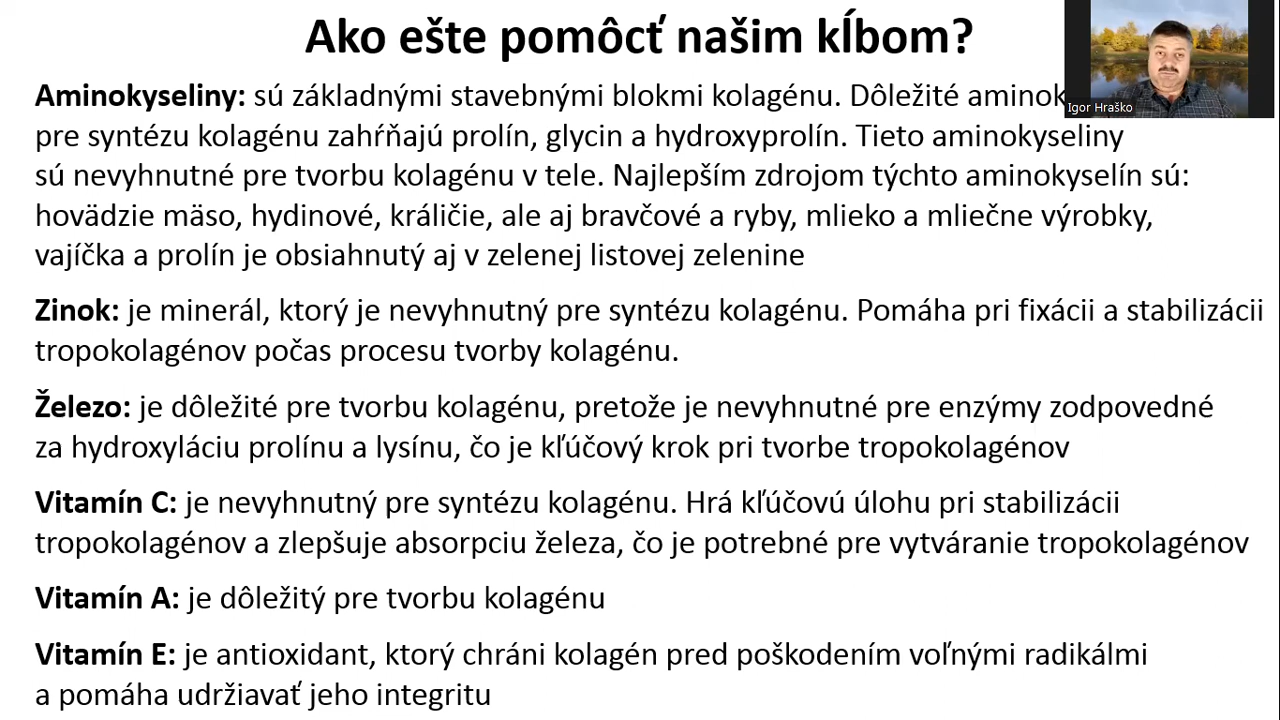 Ako ešte pomôcť našim kĺbom?
Igor Hraško
Aminokyseliny: sú základnými stavebnými blokmi kolagénu. Dôležité
pre syntézu kolagénu zahŕňajú prolín, glycin a hydroxyprolín. Tieto aminokyseliny
sú nevyhnutné pre tvorbu kolagénu v tele. Najlepším zdrojom týchto aminokyselín sú:
hovädzie mäso, hydinové, králičie, ale aj bravčové a ryby, mlieko a mliečne výrobky,
vajíčka a prolín je obsiahnutý aj v zelenej listovej zelenine
Zinok: je minerál, ktorý je nevyhnutný pre syntézu kolagénu. Pomáha pri fixácii a stabilizácii
tropokolagénov počas procesu tvorby kolagénu.
Železo: je dôležité pre tvorbu kolagénu, pretože je nevyhnutné pre enzýmy zodpovedné
za hydroxyláciu prolínu a lysínu, čo je kľúčový krok pri tvorbe tropokolagénov
Vitamín C: je nevyhnutný pre syntézu kolagénu. Hrá kľúčovú úlohu pri stabilizácii
tropokolagénov a zlepšuje absorpciu železa, čo je potrebné pre vytváranie tropokolagénov
Vitamín A: je dôležitý pre tvorbu kolagénu
Vitamín E: je antioxidant, ktorý chráni kolagén pred poškodením voľnými radikálmi
a pomáha udržiavať jeho integritu